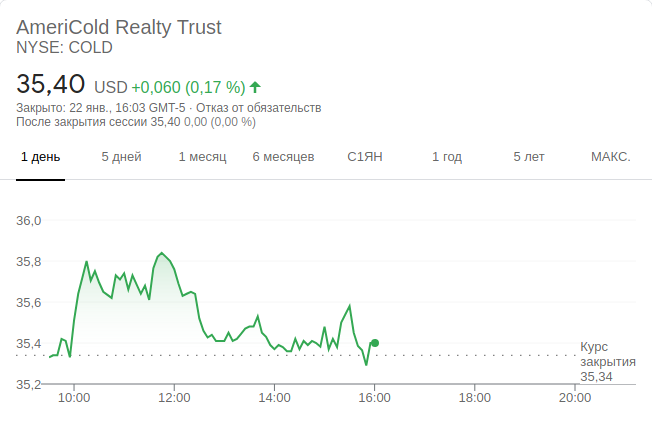 AmeriCold Realty Trust
NYSE: COLD
35,40 USD +0,060 (0,17 %)
Закрыто: 22 янв., 16:03 GMT-5 · Отказ от обязательств
После закрытия сессии 35,40 0,00 (0,00 %)
1 день 5 дней 1 месяц 6 месяцев С1ЯН 1 год 5 лет МАКС.
36,0
35,8
35,6
35,4
Курс
закрытия
35,34
35,2
10:00 12:00 14:00 16:00 18:00 20:00